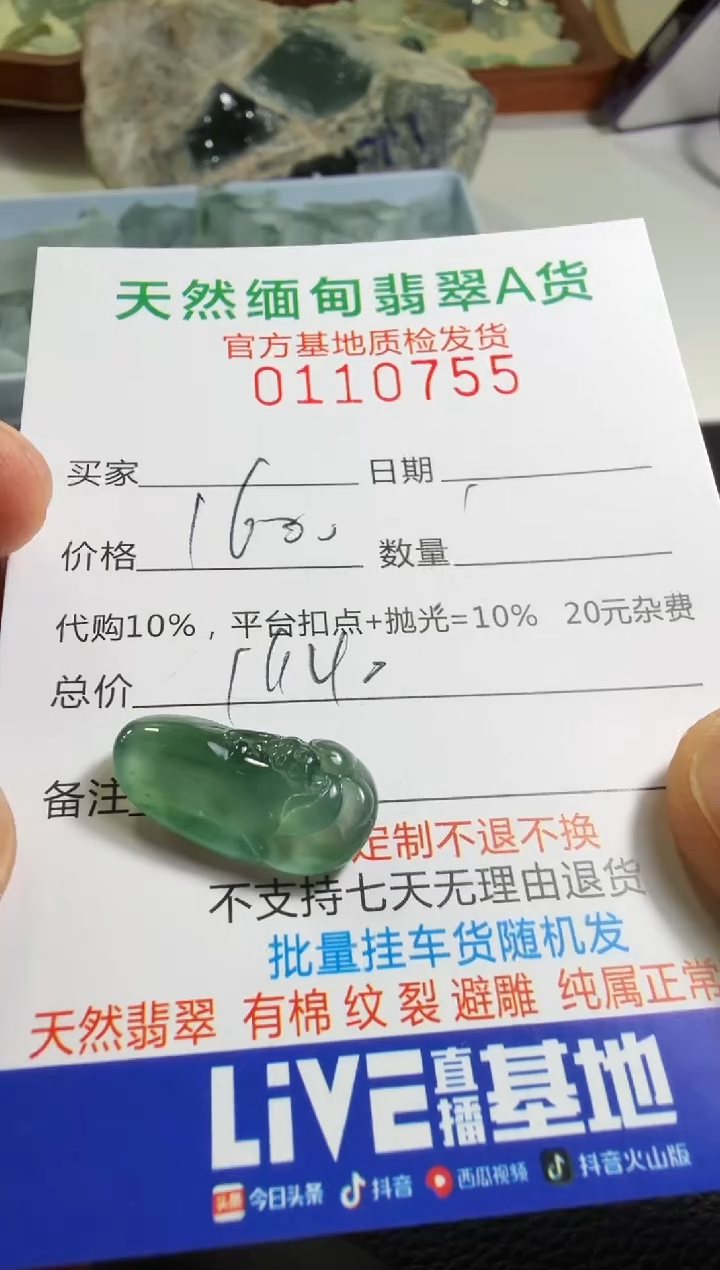 天然缅甸翡翠A货
官方基地质检发货
0110755
买家 日期
价格 数量
代购10%，平台扣点+抛光=10% 20元杂费
总价
备注
定制不退不换
不支持七天无理由退货
批量挂车货随机发
天然翡翠 有棉 纹 裂 避雕 纯属正常
LiVE直播基地
头条 今日头条 抖音 西瓜视频 抖音火山版